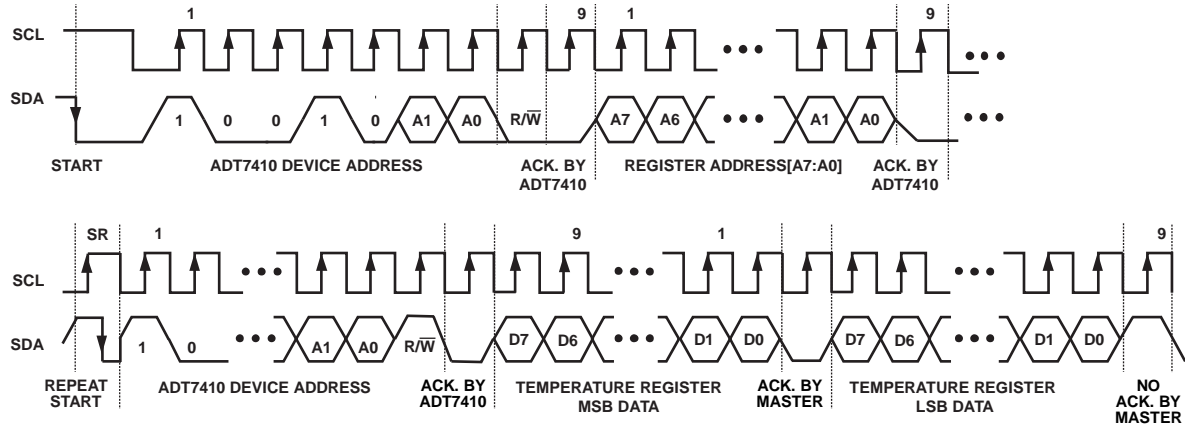 1 9 1 9
SCL
SDA
1 0 0 1 0 A1 A0 R/W̅ A7 A6 A1 A0
START ADT7410 DEVICE ADDRESS ACK. BY REGISTER ADDRESS[A7:A0] ACK. BY
ADT7410 ADT7410
SR 1 9 1 9
SCL
SDA
1 0 A1 A0 R/W̅ D7 D6 D1 D0 D7 D6 D1 D0
REPEAT ADT7410 DEVICE ADDRESS ACK. BY TEMPERATURE REGISTER ACK. BY TEMPERATURE REGISTER NO
START ADT7410 MSB DATA MASTER LSB DATA ACK. BY
MASTER